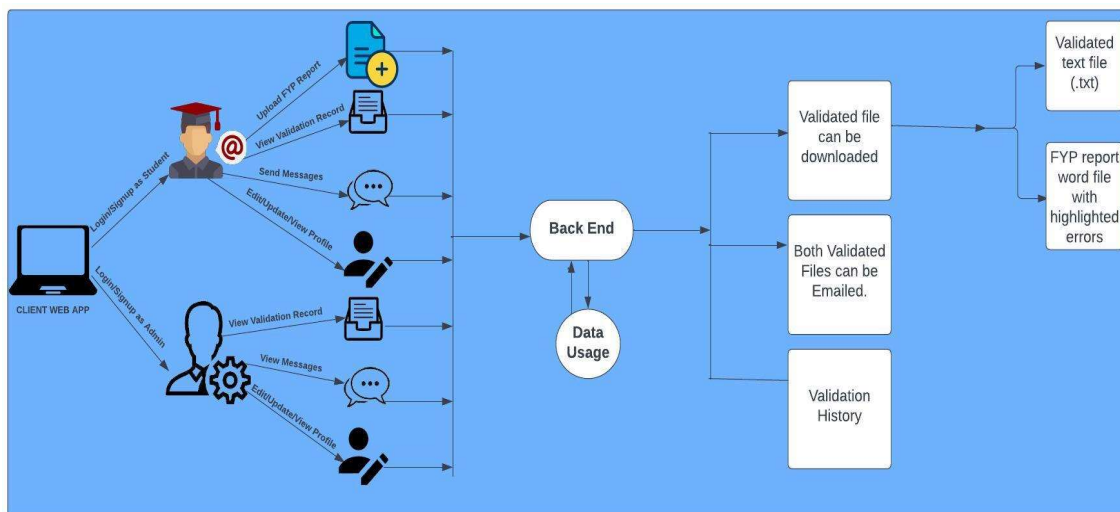 Upload FYP Report
View Validation Record
@
Send Messages
Edit/Update/View Profile
Login/Signup as Student
CLIENT WEB APP
Login/Signup as Admin
View Validation Record
View Messages
Edit/Update/View Profile
Back End
Data
Usage
Validated file
can be
downloaded
Both Validated
Files can be
Emailed.
Validation
History
Validated
text file
(.txt)
FYP report
word file
with
highlighted
errors